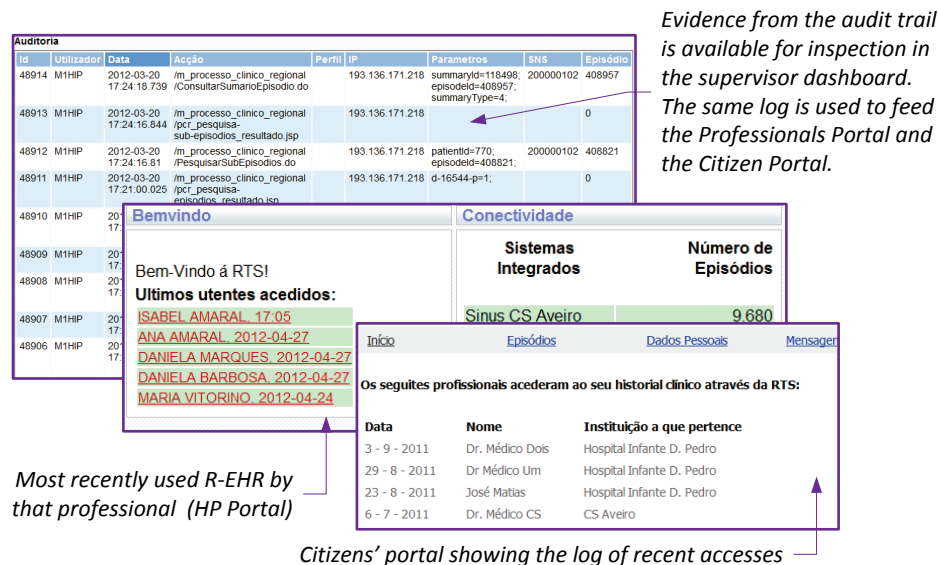 Evidence from the audit trail
is available for inspection in
the supervisor dashboard.
The same log is used to feed
the Professionals Portal and
the Citizen Portal.
Auditoria
Id Utilizador Data Acção Perfil IP Parametros SNS Episódio
48914 M1HIP 2012-03-20 /m_processo_clinico_regional 193.136.171.218 summaryId=118498; 200000102 408957
17:24:18.739 /ConsultarSumarioEpisodio.do episodeId=408957;
summaryType=4;
48913 M1HIP 2012-03-20 /m_processo_clinico_regional 193.136.171.218 0
17:24:16.844 /pcr_pesquisa-
sub-episodios_resultado.jsp
48912 M1HIP 2012-03-20 /m_processo_clinico_regional 193.136.171.218 patientId=770; 200000102 408821
17:24:16.81 /PesquisarSubEpisodios.do episodeId=408821;
48911 M1HIP 2012-03-20 /m_processo_clinico_regional 193.136.171.218 d-16544-p=1; 0
17:21:00.025 /pcr_pesquisa-
episodios_resultado.jsp
48910 M1HIP 201
17:
48909 M1HIP 201
17:
48908 M1HIP 201
17:
48907 M1HIP 201
17:
48906 M1HIP 201
17:
Bemvindo
Bem-Vindo á RTS!
Ultimos utentes acedidos:
ISABEL AMARAL, 17:05
ANA AMARAL, 2012-04-27
DANIELA MARQUES, 2012-04-27
DANIELA BARBOSA, 2012-04-27
MARIA VITORINO, 2012-04-24
Conectividade
Sistemas Número de
Integrados Episódios
Sinus CS Aveiro 9.680
Início Episódios Dados Pessoais Mensagen
Os seguites profissionais acederam ao seu historial clínico através da RTS:
Data Nome Instituição a que pertence
3 - 9 - 2011 Dr. Médico Dois Hospital Infante D. Pedro
29 - 8 - 2011 Dr Médico Um Hospital Infante D. Pedro
23 - 8 - 2011 José Matias Hospital Infante D. Pedro
6 - 7 - 2011 Dr. Médico CS CS Aveiro
Most recently used R-EHR by
that professional (HP Portal)
Citizens’ portal showing the log of recent accesses